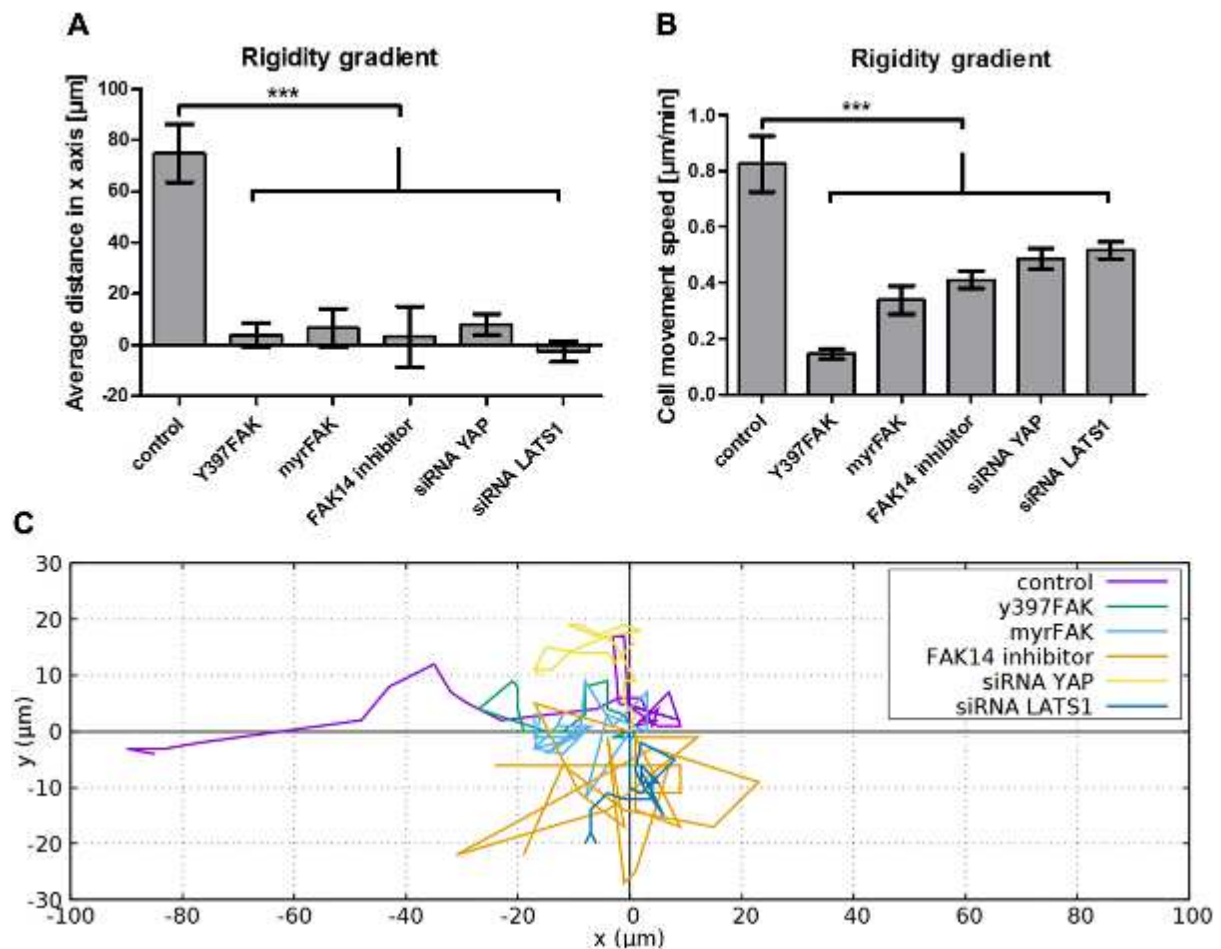 A
Rigidity gradient
Average distance in x axis [µm]
100
80
60
40
20
0
-20
***
control
Y397FAK
myrFAK
FAK14 inhibitor
siRNA YAP
siRNA LATS1
B
Rigidity gradient
Cell movement speed [µm/min]
1.0
0.8
0.6
0.4
0.2
0.0
***
control
Y397FAK
myrFAK
FAK14 inhibitor
siRNA YAP
siRNA LATS1
C
y (µm)
30
20
10
0
-10
-20
-30
control
y397FAK
myrFAK
FAK14 inhibitor
siRNA YAP
siRNA LATS1
-100 -80 -60 -40 -20 0 20 40 60 80 100
x (µm)